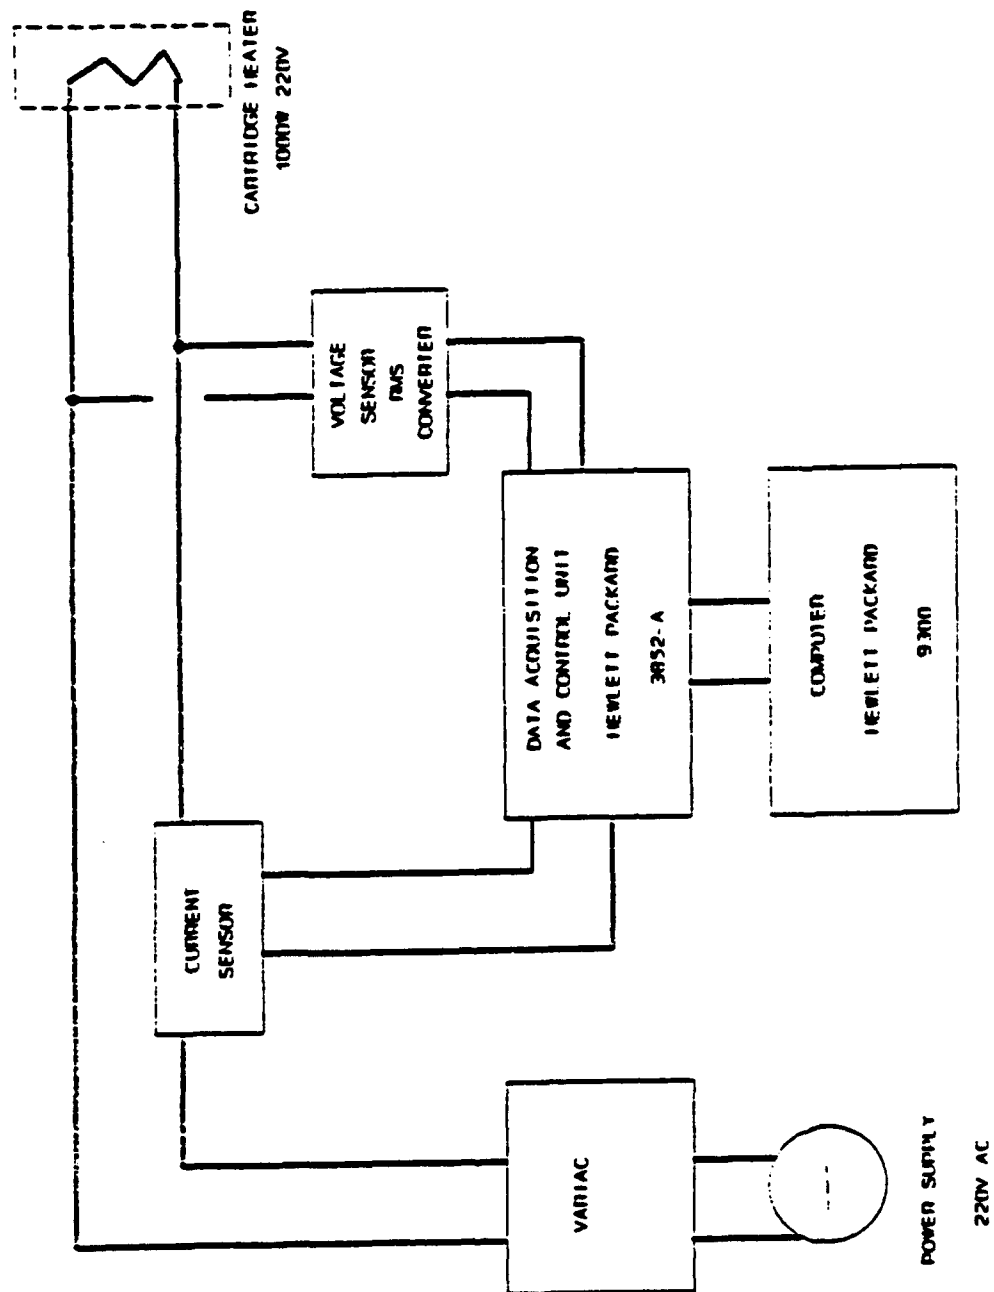 CARTRIDGE HEATER
1000W 220V
VOLTAGE
SENSOR
RMS
CONVERTER
DATA ACQUISITION
AND CONTROL UNIT
HEWLETT PACKARD
3852-A
COMPUTER
HEWLETT PACKARD
9300
CURRENT
SENSOR
VARIAC
POWER SUPPLY
220V AC